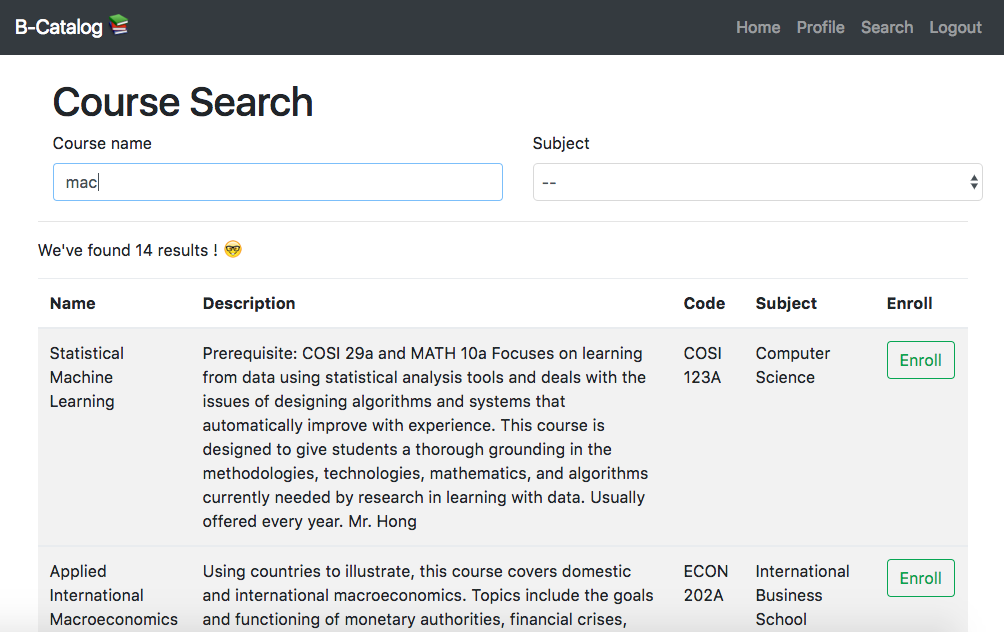 B-Catalog
Home Profile Search Logout
Course Search
Course name
Subject
mac
--
We've found 14 results !
Name Description Code Subject Enroll
Statistical Machine Learning
Prerequisite: COSI 29a and MATH 10a Focuses on learning
from data using statistical analysis tools and deals with the
issues of designing algorithms and systems that
automatically improve with experience. This course is
designed to give students a thorough grounding in the
methodologies, technologies, mathematics, and algorithms
currently needed by research in learning with data. Usually
offered every year. Mr. Hong
COSI
123A
Computer
Science
Enroll
Applied
International
Macroeconomics
Using countries to illustrate, this course covers domestic
and international macroeconomics. Topics include the goals
and functioning of monetary authorities, financial crises,
ECON
202A
International
Business
School
Enroll